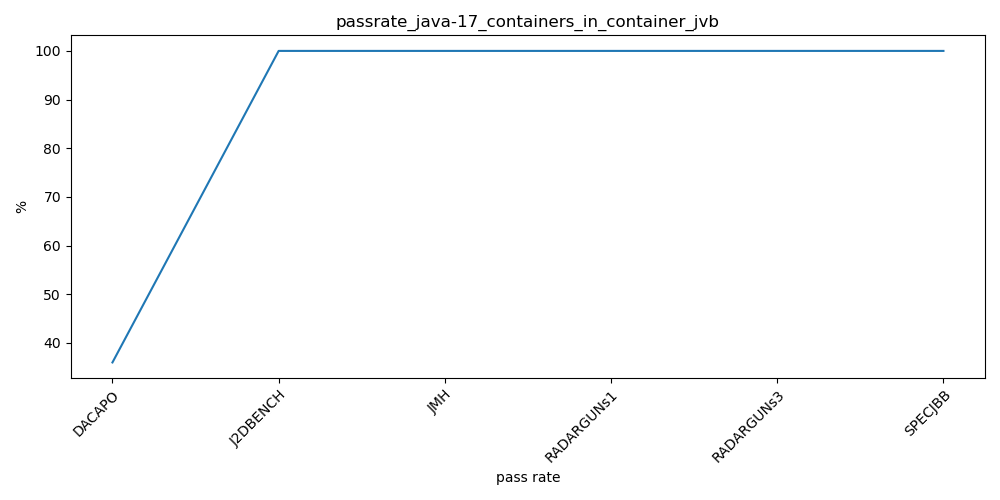 passrate_java-17_containers_in_container_jvb
%
100
90
80
70
60
50
40
DACAPO
J2DBENCH
JMH
RADARGUNs1
RADARGUNs3
SPECJBB
pass rate